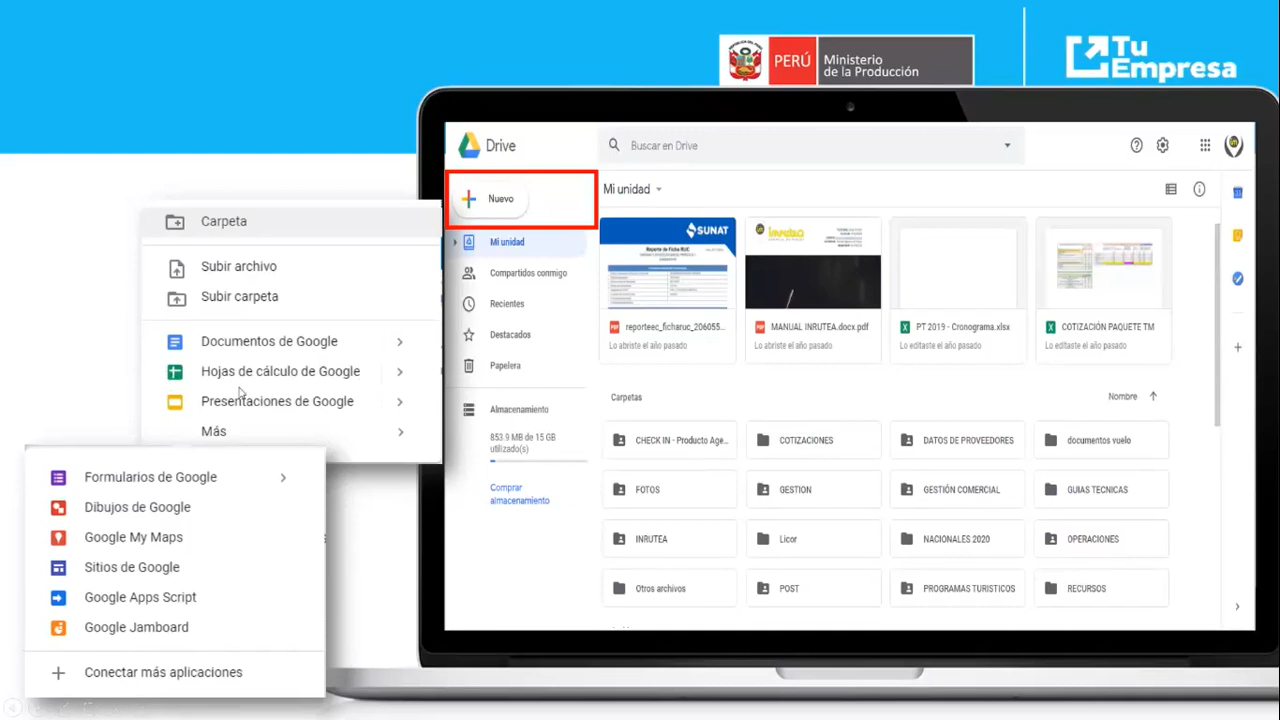 PERÚ
Ministerio
de la Producción
Tu
Empresa
Drive
Buscar en Drive
Nuevo
Mi unidad
Mi unidad
Compartidos conmigo
Recientes
Destacados
Papelera
Almacenamiento
853.9 MB de 15 GB
utilizado(s)
Comprar
almacenamiento
SUNAT
Reporte de Ficha RUC
reporteec_ficharuc_206055...
Lo abriste el año pasado
MANUAL INRUTEA.docx.pdf
Lo abriste el año pasado
PT 2019 - Cronograma.xlsx
Lo editaste el año pasado
COTIZACIÓN PAQUETE TM
Lo editaste el año pasado
Carpetas
Nombre
CHECK IN - Producto Age...
COTIZACIONES
DATOS DE PROVEEDORES
documentos vuelo
FOTOS
GESTION
GESTIÓN COMERCIAL
GUIAS TECNICAS
INRUTEA
Licor
NACIONALES 2020
OPERACIONES
Otros archivos
POST
PROGRAMAS TURISTICOS
RECURSOS
Carpeta
Subir archivo
Subir carpeta
Documentos de Google
Hojas de cálculo de Google
Presentaciones de Google
Más
Formularios de Google
Dibujos de Google
Google My Maps
Sitios de Google
Google Apps Script
Google Jamboard
Conectar más aplicaciones